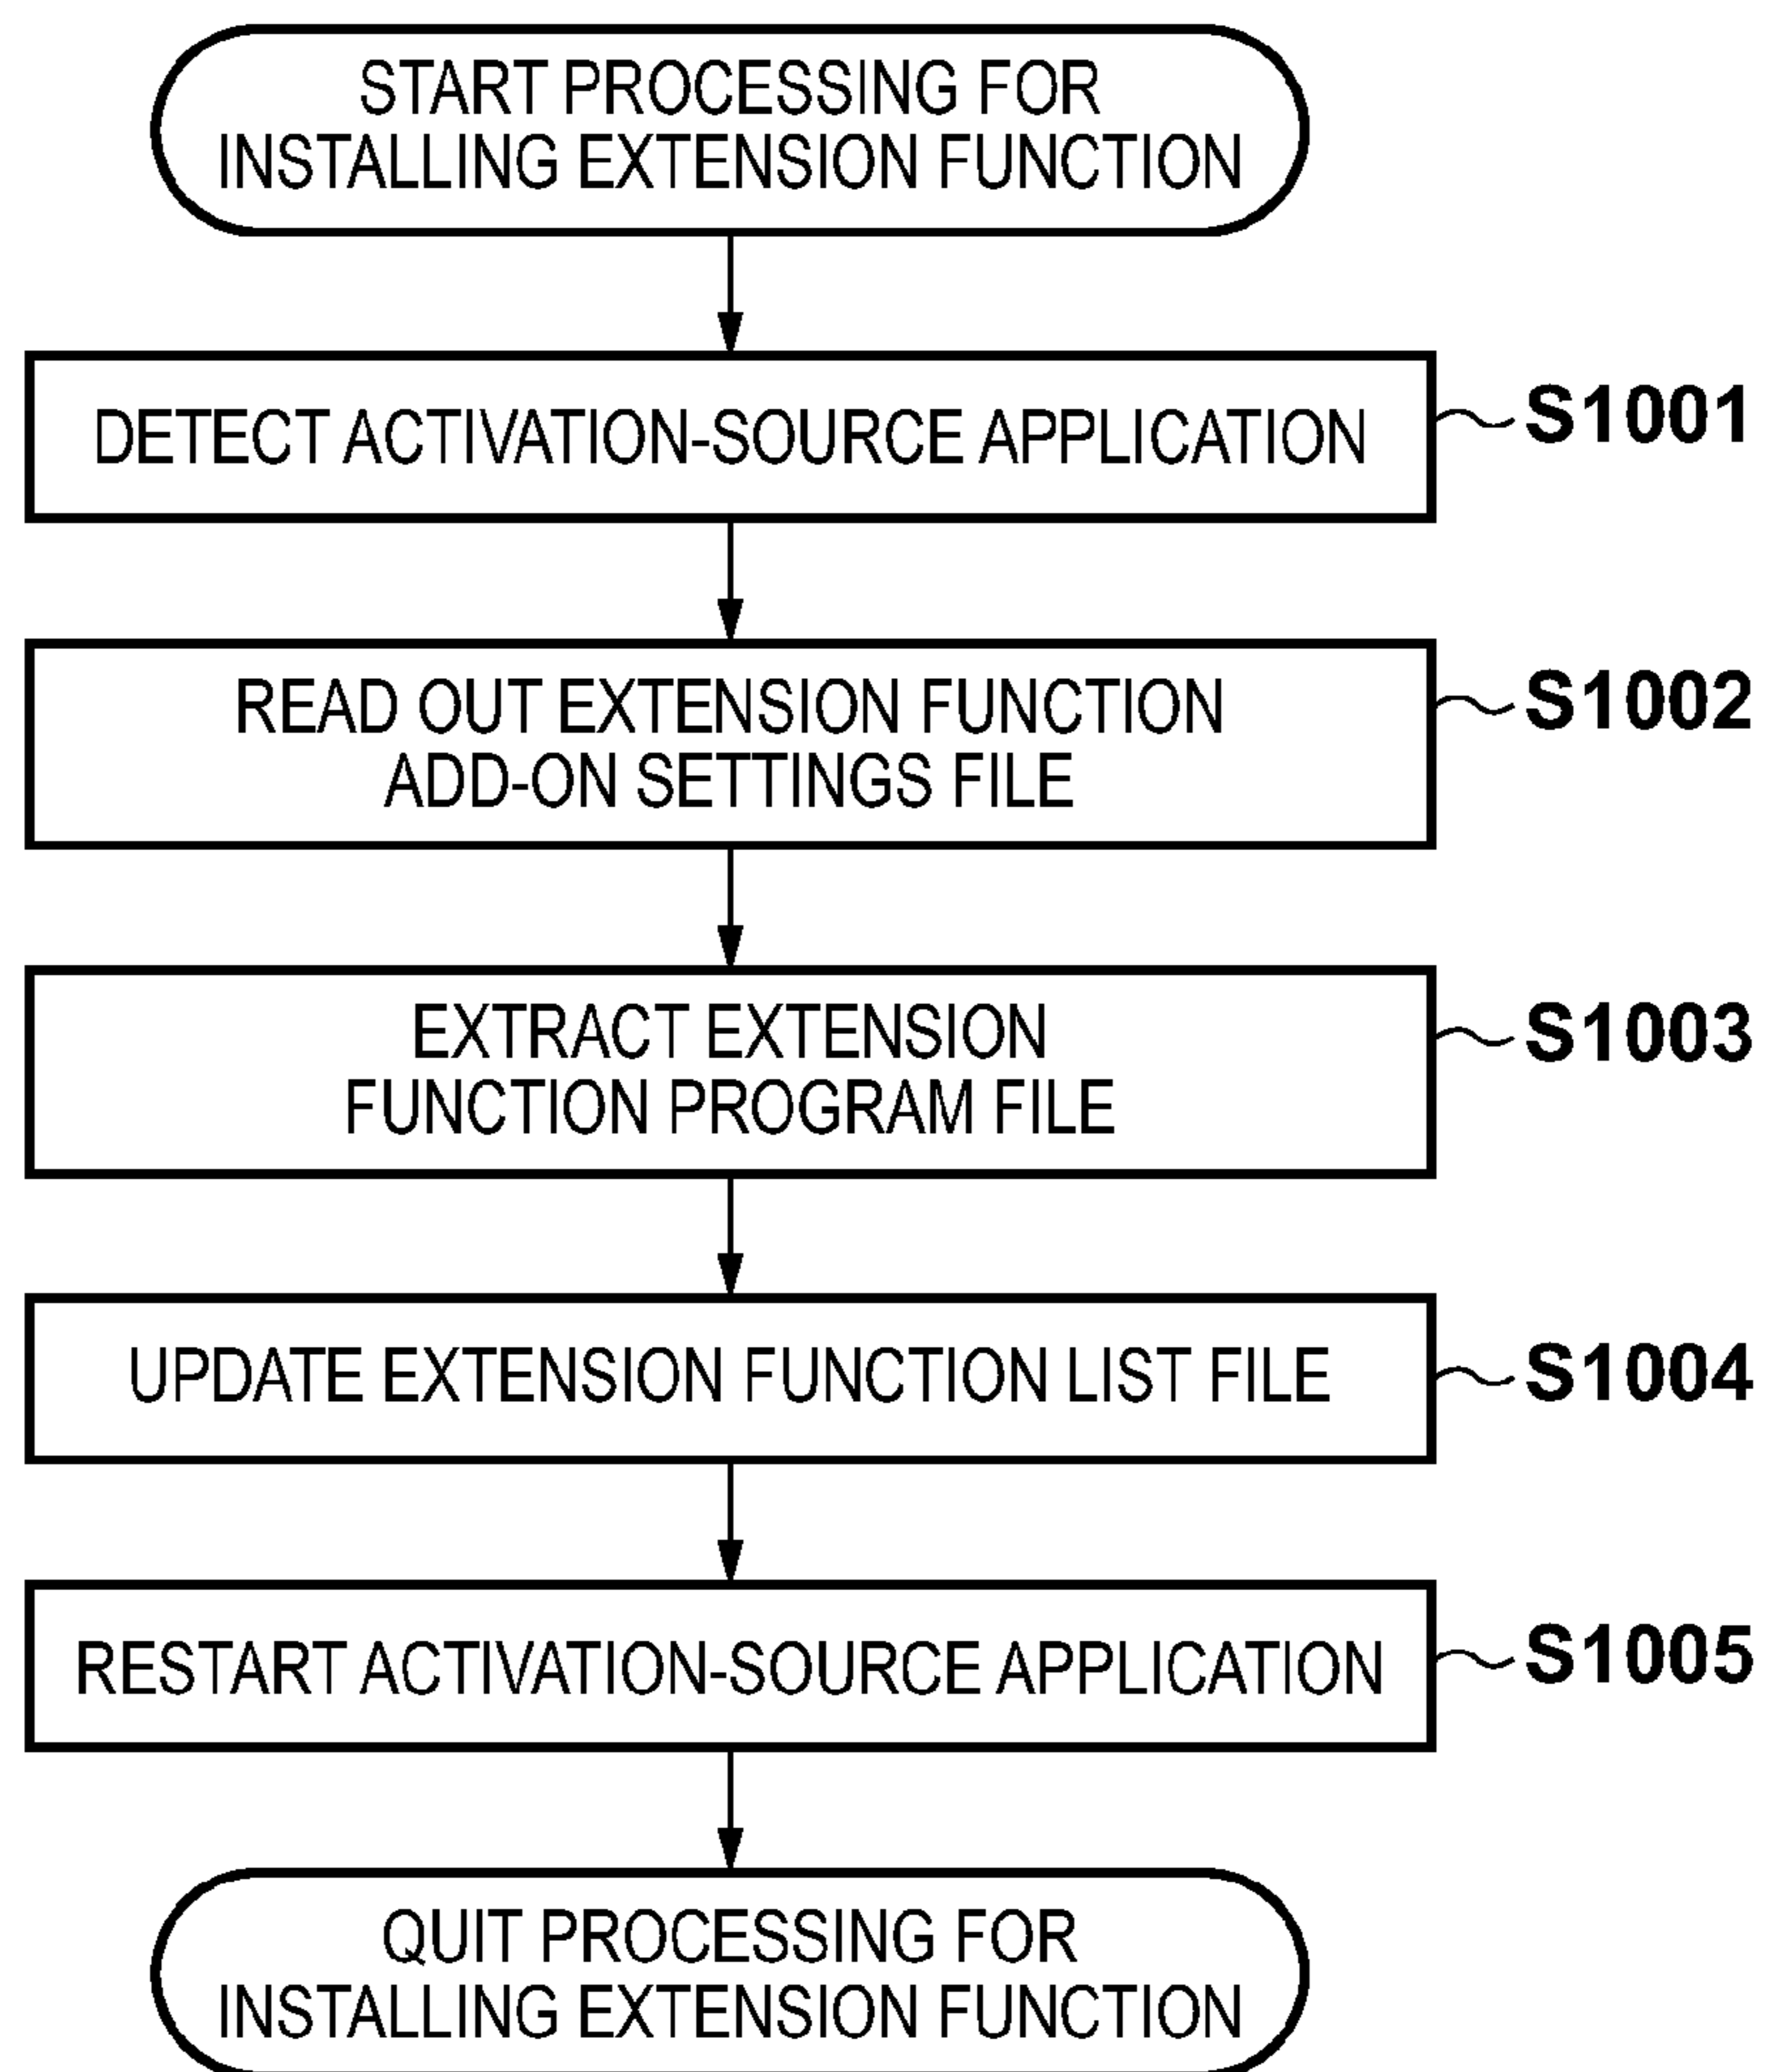 START PROCESSING FOR
INSTALLING EXTENSION FUNCTION
DETECT ACTIVATION-SOURCE APPLICATION
S1001
READ OUT EXTENSION FUNCTION
ADD-ON SETTINGS FILE
S1002
EXTRACT EXTENSION
FUNCTION PROGRAM FILE
S1003
UPDATE EXTENSION FUNCTION LIST FILE
S1004
RESTART ACTIVATION-SOURCE APPLICATION
S1005
QUIT PROCESSING FOR
INSTALLING EXTENSION FUNCTION